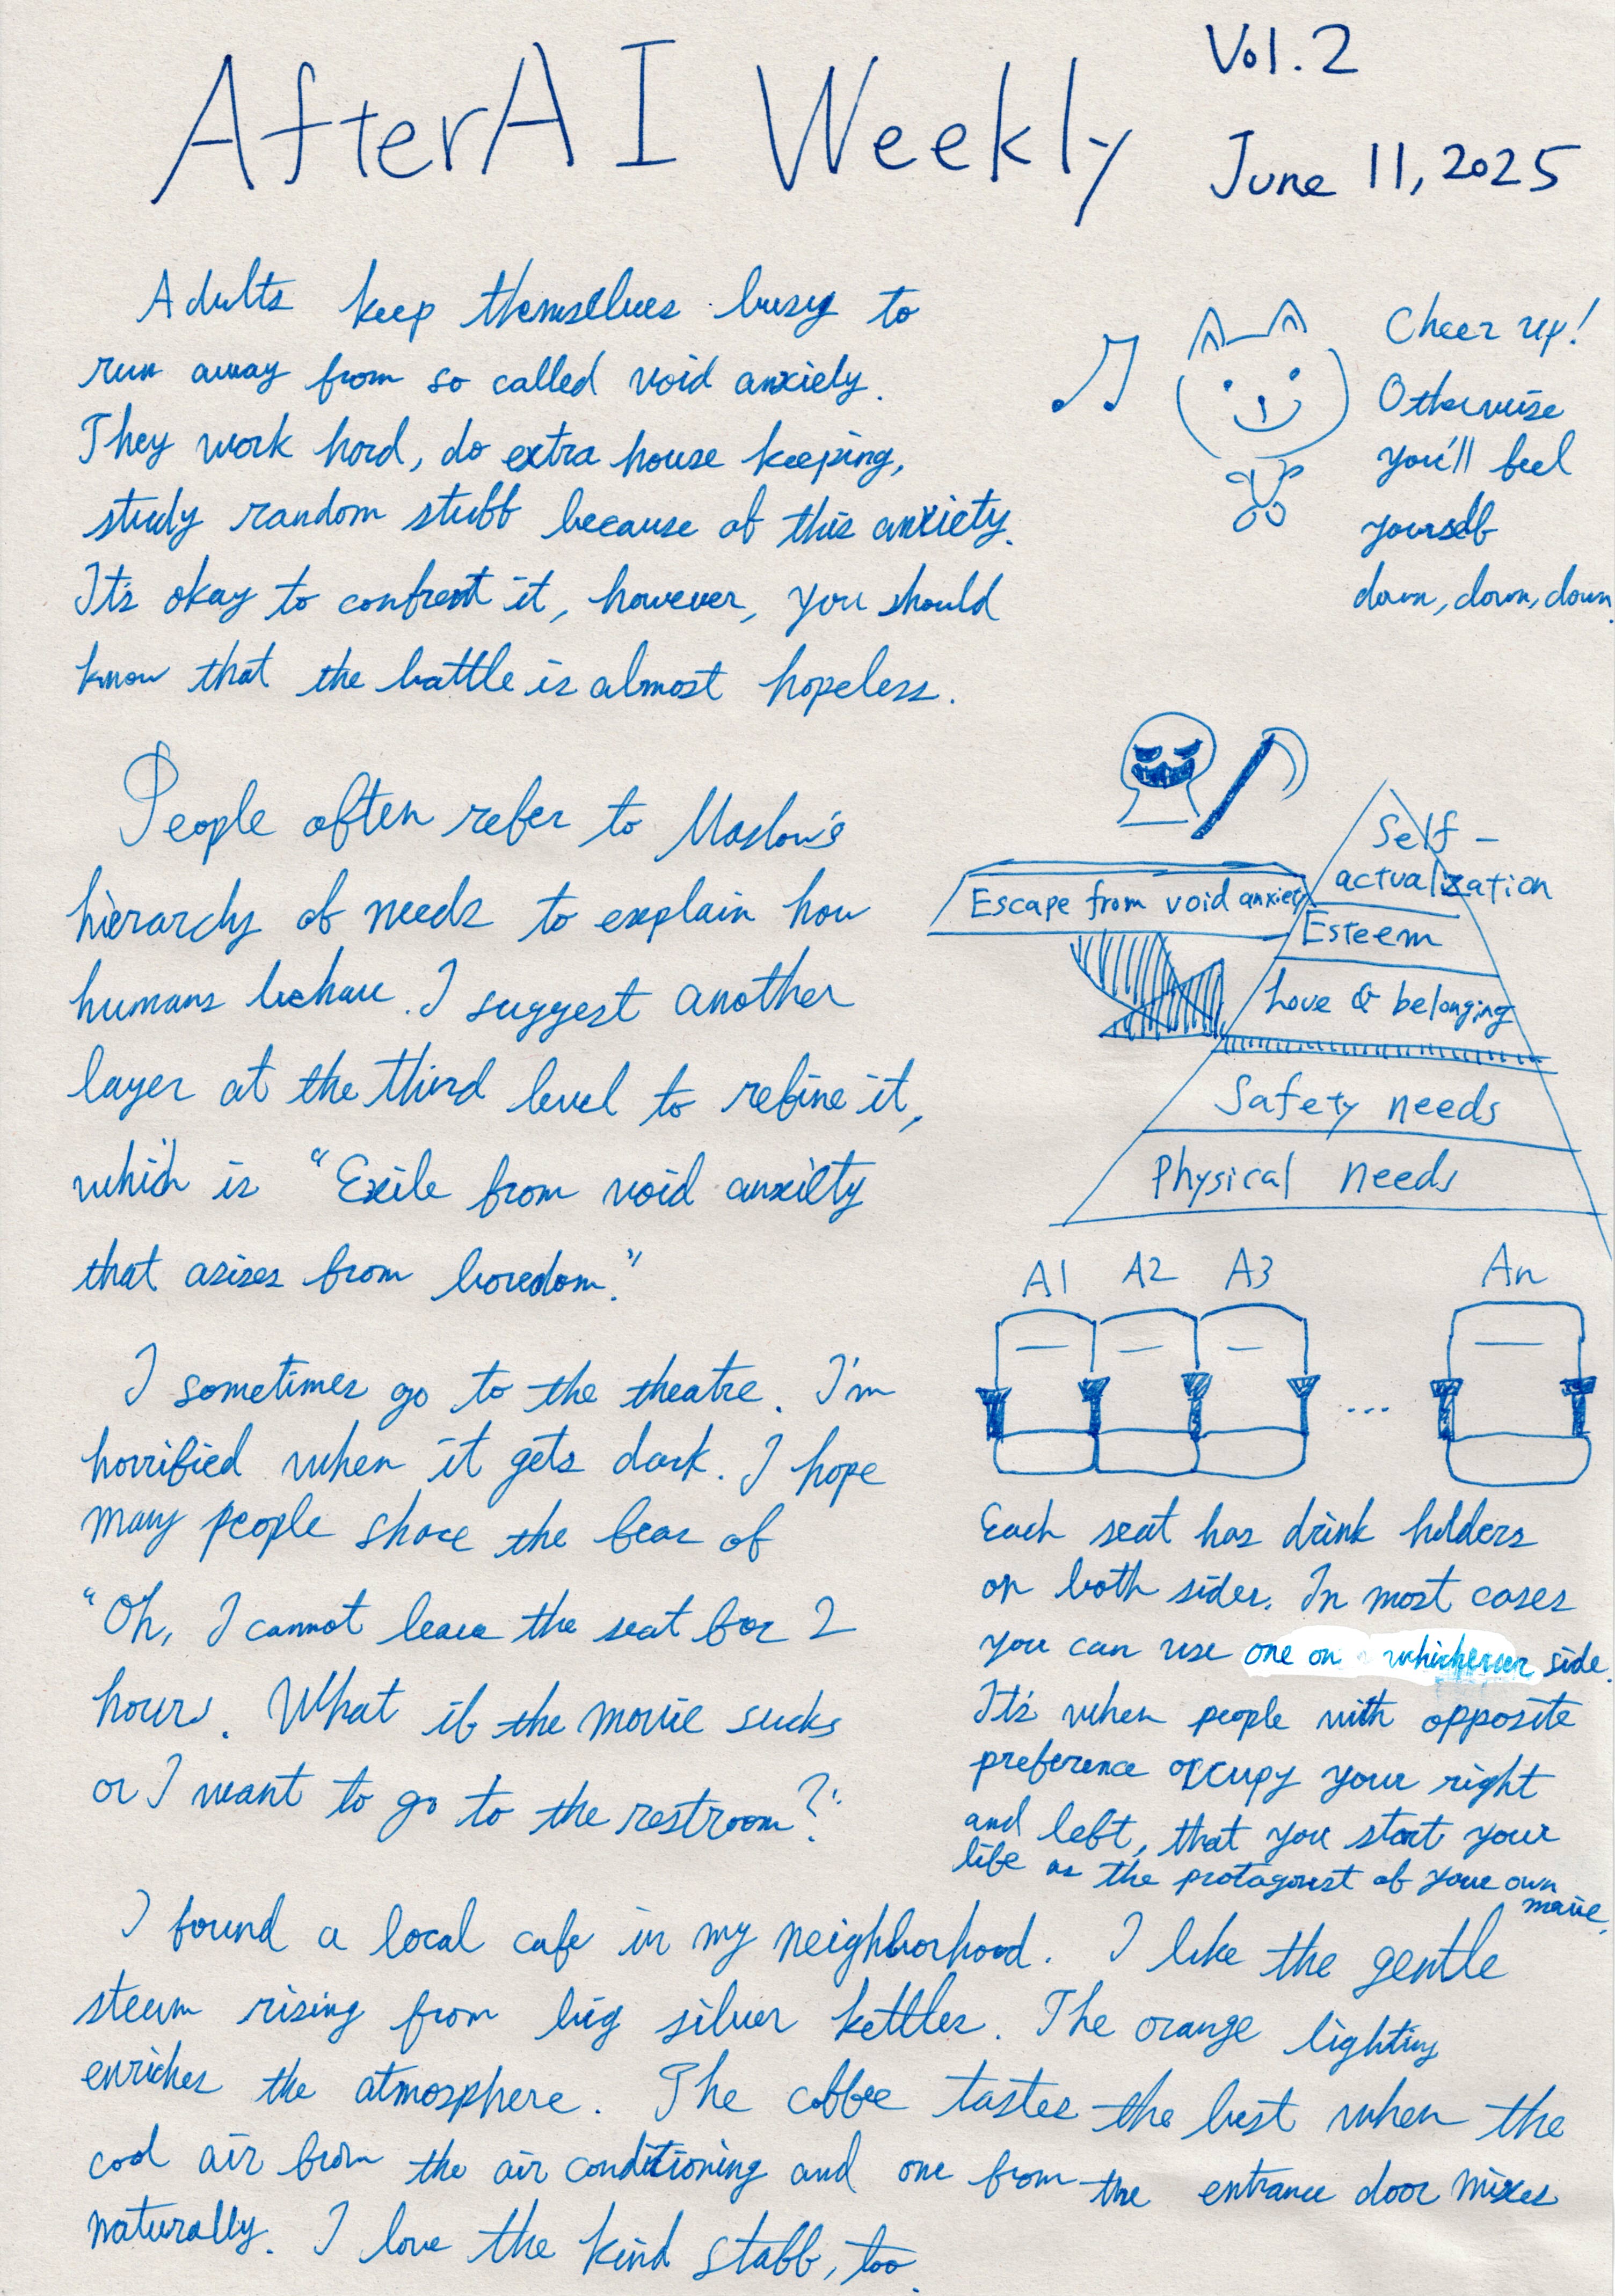 AfterAI Weekly
Vol. 2
June 11, 2025
Adults keep themselves busy to
run away from so called void anxiety.
They work hard, do extra house keeping,
study random stuff because of this anxiety.
It's okay to confront it, however, you should
know that the battle is almost hopeless.
Cheer up!
Otherwise
you'll feel
yourself
down, down, down.
People often refer to Maslow's
hierarchy of needs to explain how
humans behave. I suggest another
layer at the third level to refine it,
which is "Exile from void anxiety
that arises from boredom."
Self-
actualization
Escape from void anxiety
Esteem
Love & belonging
Safety needs
Physical needs
I sometimes go to the theatre. I'm
horrified when it gets dark. I hope
many people share the fear of
"Oh, I cannot leave the seat for 2
hours. What if the movie sucks
or I want to go to the restroom?"
A1 A2 A3 An
...
Each seat has drink holders
on both sides. In most cases
you can use one on whichever side.
It's when people with opposite
preference occupy your right
and left, that you start your
life as the protagonist of your own
movie.
I found a local cafe in my neighborhood. I like the gentle
steam rising from big silver kettles. The orange lighting
enriches the atmosphere. The coffee tastes the best when the
cool air from the air conditioning and one from the entrance door mixes
naturally. I love the kind staff, too.